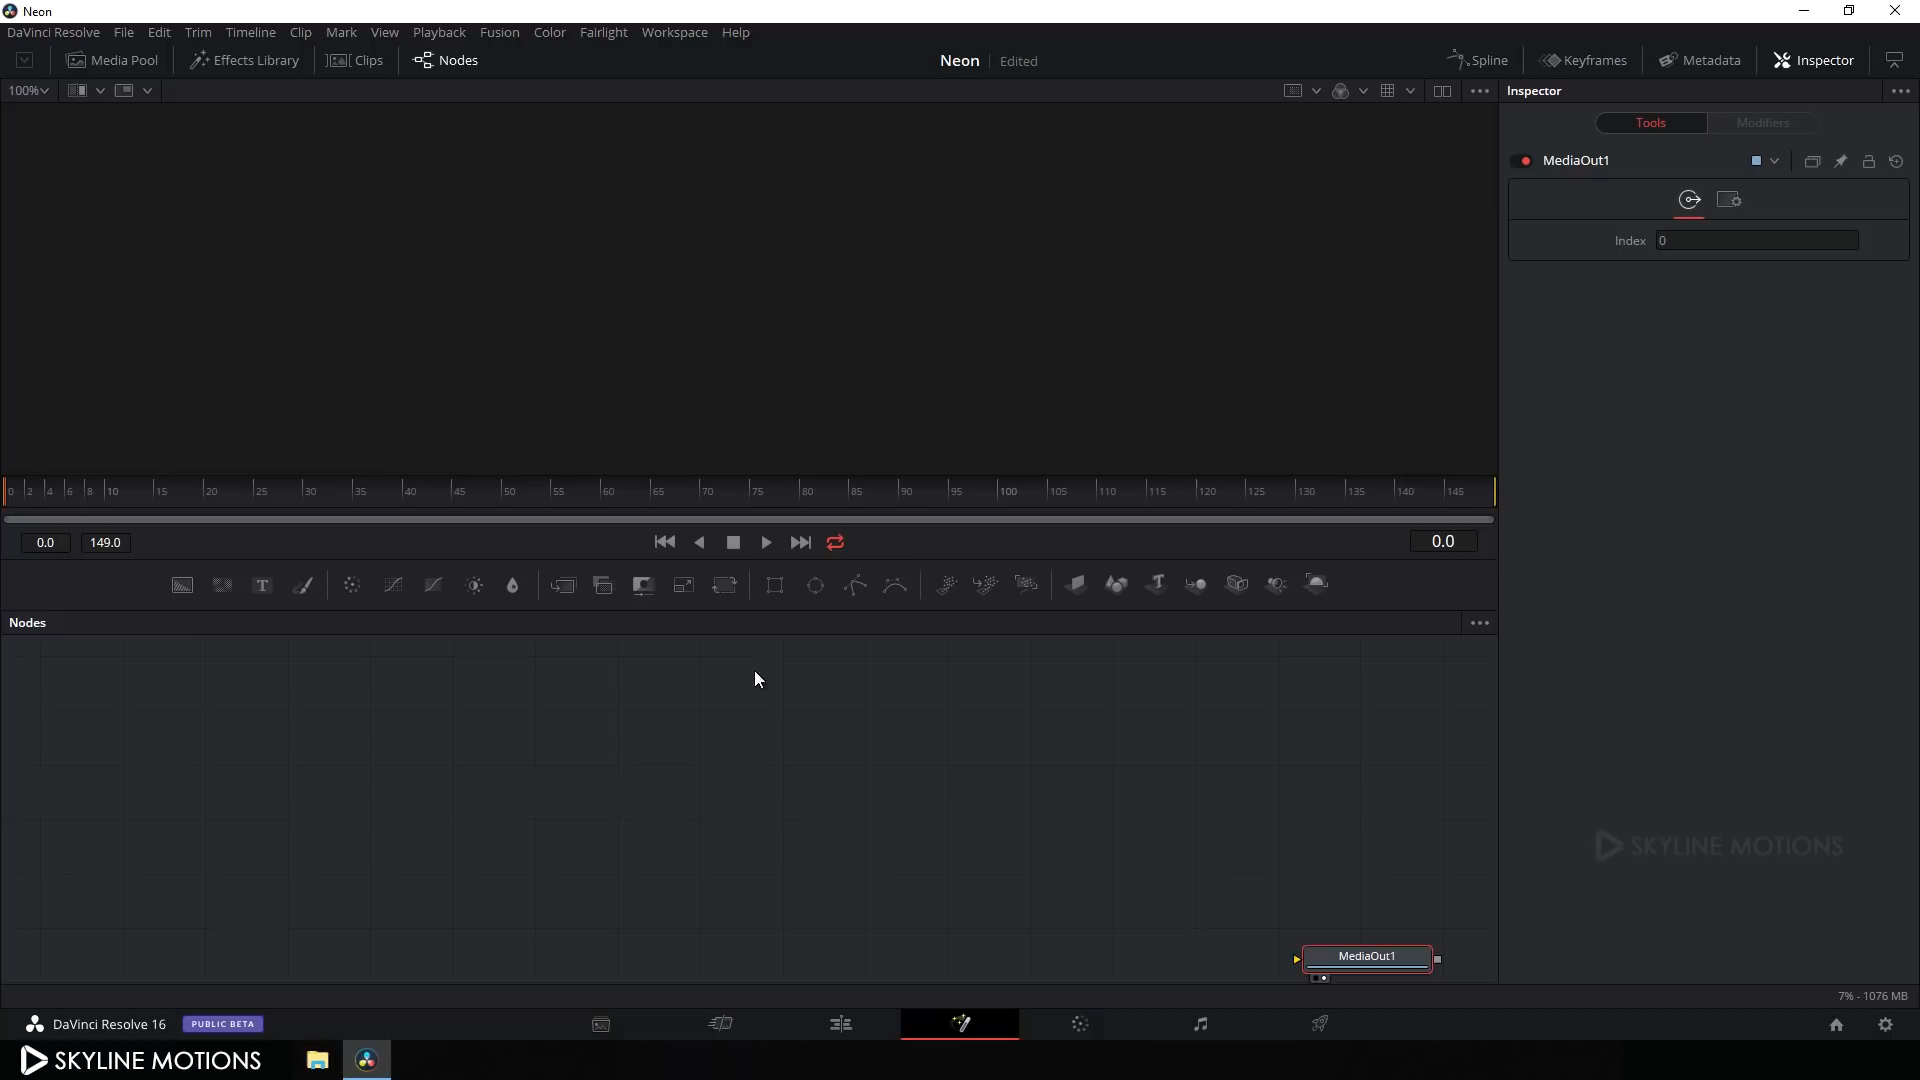 Neon
DaVinci Resolve File Edit Trim Timeline Clip Mark View Playback Fusion Color Fairlight Workspace Help
Media Pool Effects Library Clips Nodes Neon Edited Spline Keyframes Metadata Inspector
100% Inspector
Tools Modifiers
MediaOut1
Index 0
0 2 4 6 8 10 15 20 25 30 35 40 45 50 55 60 65 70 75 80 85 90 95 100 105 110 115 120 125 130 135 140 145
0.0 149.0 0.0
T T
Nodes
SKYLINE MOTIONS
MediaOut1
7% - 1076 MB
DaVinci Resolve 16 PUBLIC BETA
SKYLINE MOTIONS